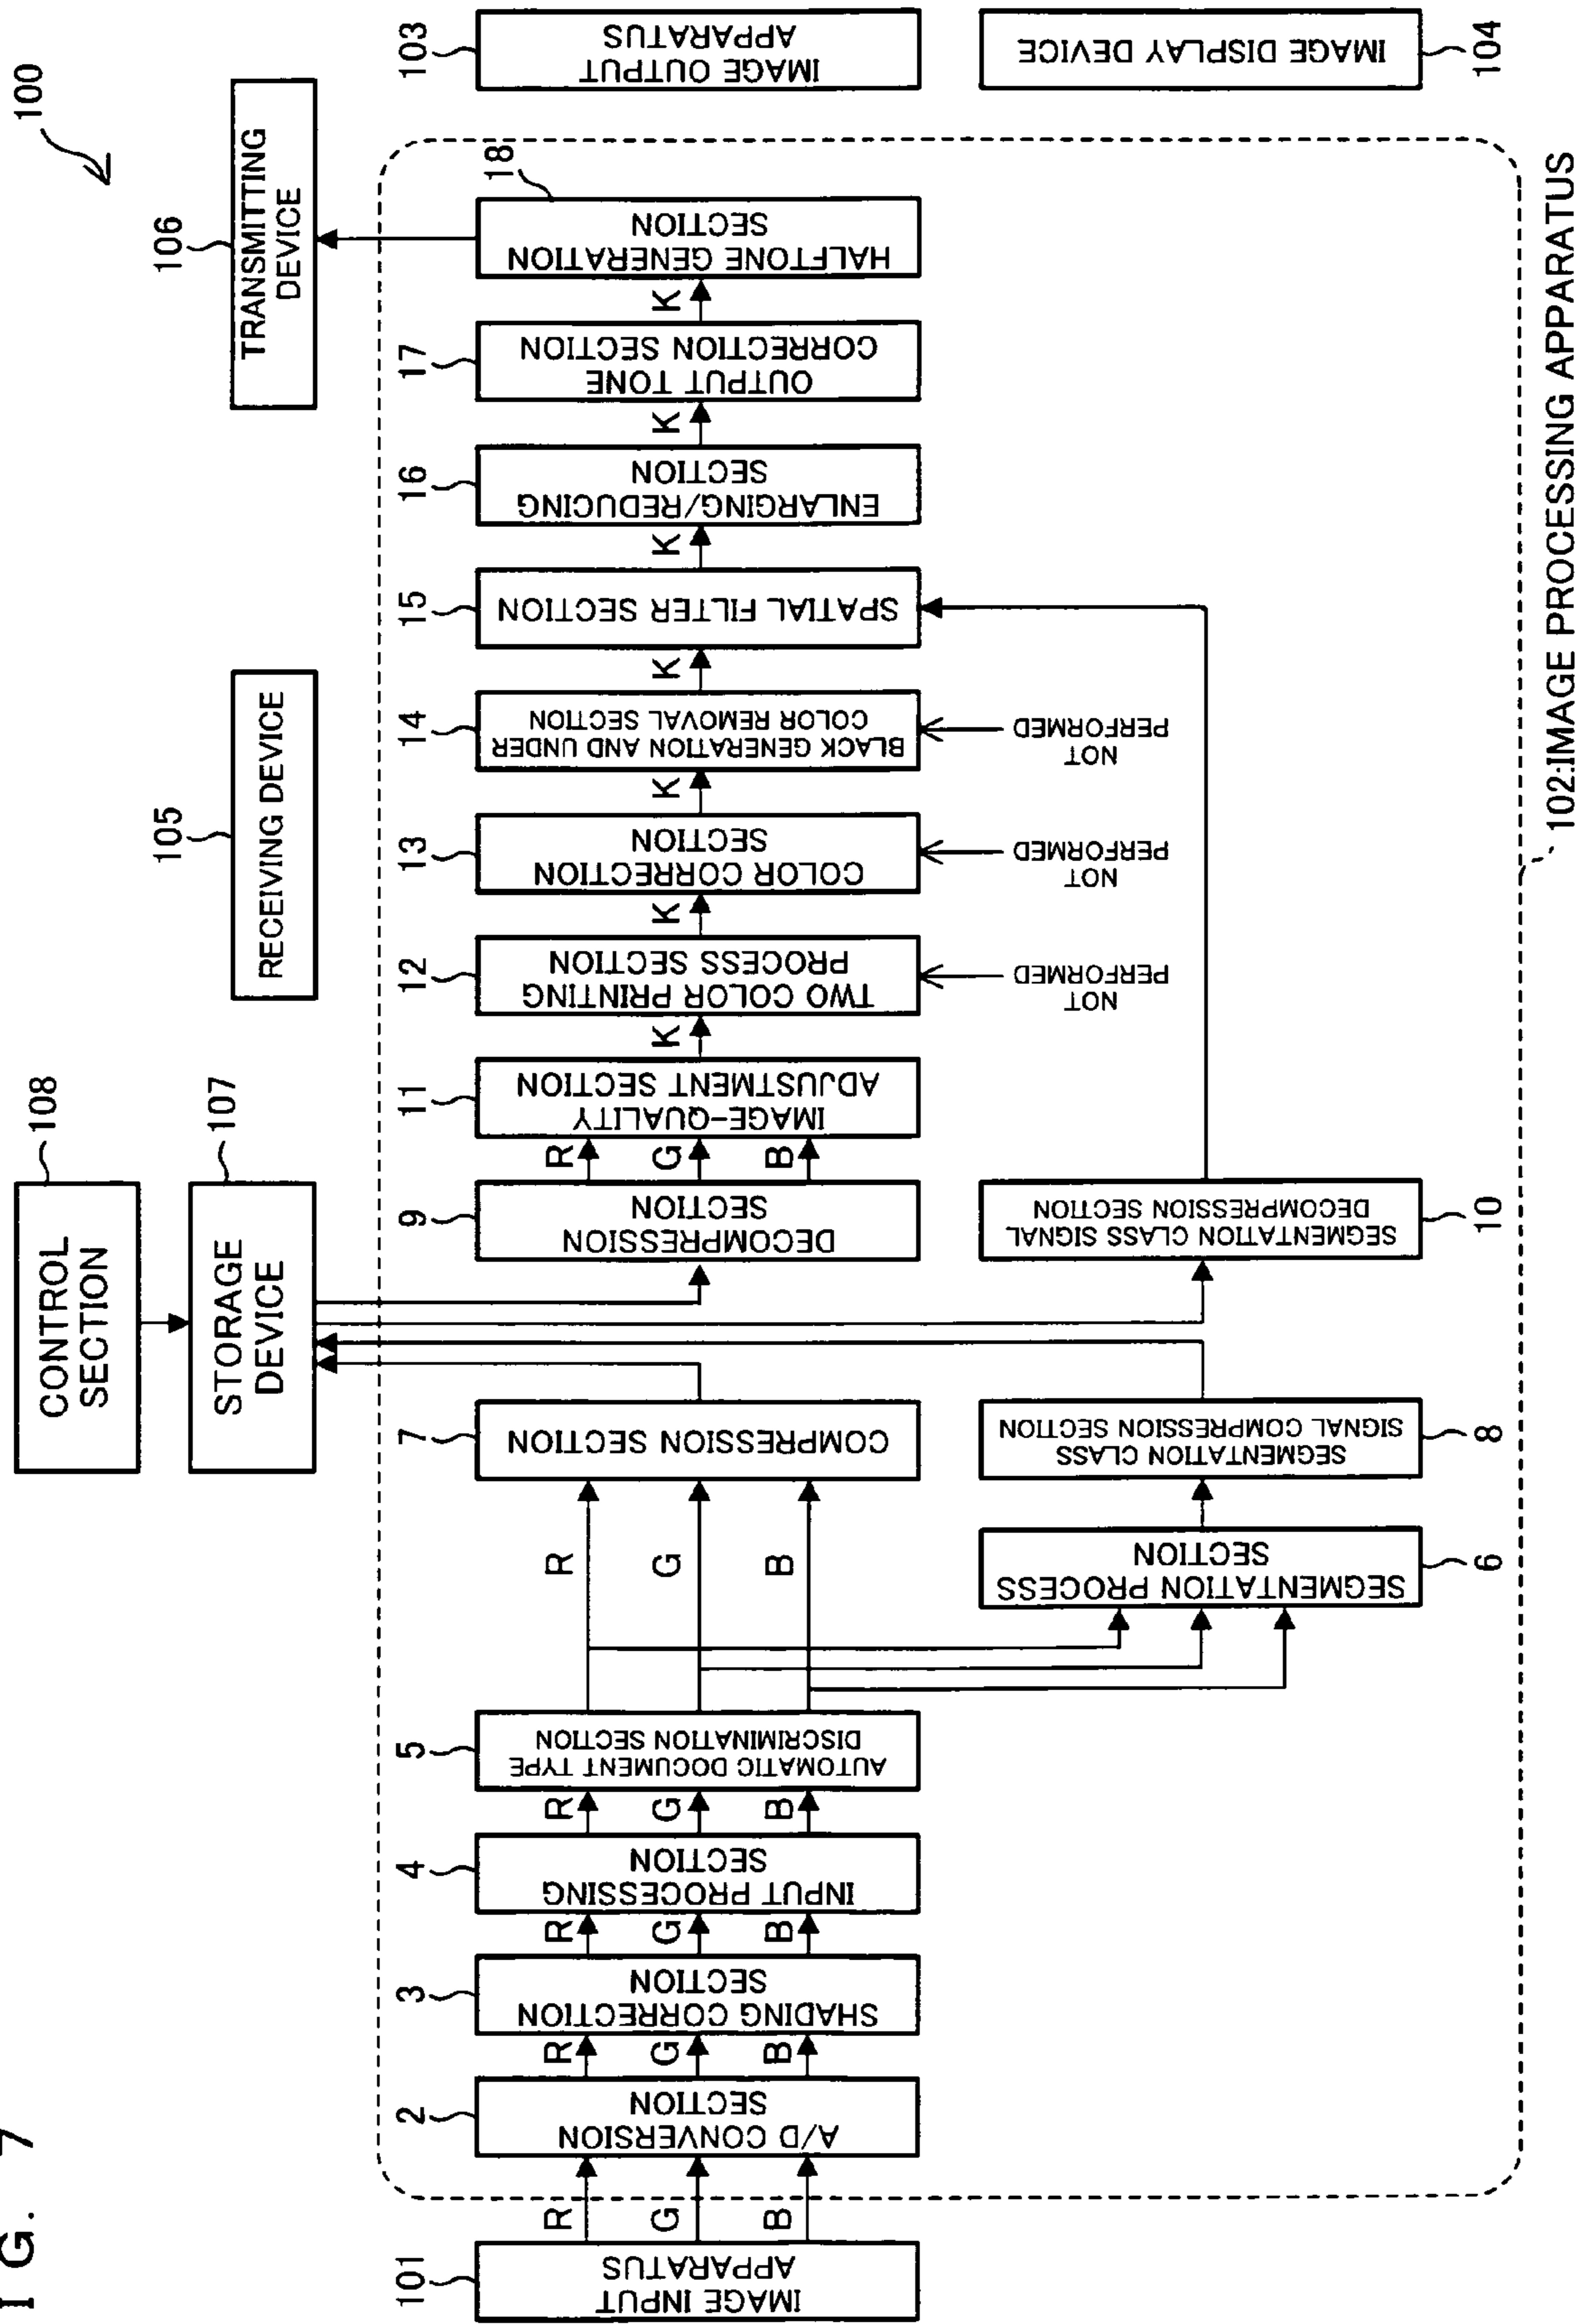 I G. 7
100
CONTROL
SECTION
108
STORAGE
DEVICE
107
RECEIVING DEVICE
105
TRANSMITTING
DEVICE
106
IMAGE INPUT
APPARATUS
101
R
G
B
A/D CONVERSION
SECTION
2
R
G
B
SHADING CORRECTION
SECTION
3
R
G
B
INPUT PROCESSING
SECTION
4
R
G
B
AUTOMATIC DOCUMENT TYPE
DISCRIMINATION SECTION
5
R
G
B
COMPRESSION SECTION
7
SEGMENTATION PROCESS
SECTION
6
SEGMENTATION CLASS
SIGNAL COMPRESSION SECTION
8
DECOMPRESSION
SECTION
9
SEGMENTATION CLASS SIGNAL
DECOMPRESSION SECTION
10
R
G
B
IMAGE-QUALITY
ADJUSTMENT SECTION
11
K
TWO COLOR PRINTING
PROCESS SECTION
12
NOT
PERFORMED
K
COLOR CORRECTION
SECTION
13
NOT
PERFORMED
K
BLACK GENERATION AND UNDER
COLOR REMOVAL SECTION
14
NOT
PERFORMED
K
SPATIAL FILTER SECTION
15
K
ENLARGING/REDUCING
SECTION
16
K
OUTPUT TONE
CORRECTION SECTION
17
K
HALFTONE GENERATION
SECTION
18
IMAGE OUTPUT
APPARATUS
103
IMAGE DISPLAY DEVICE
104
102:IMAGE PROCESSING APPARATUS